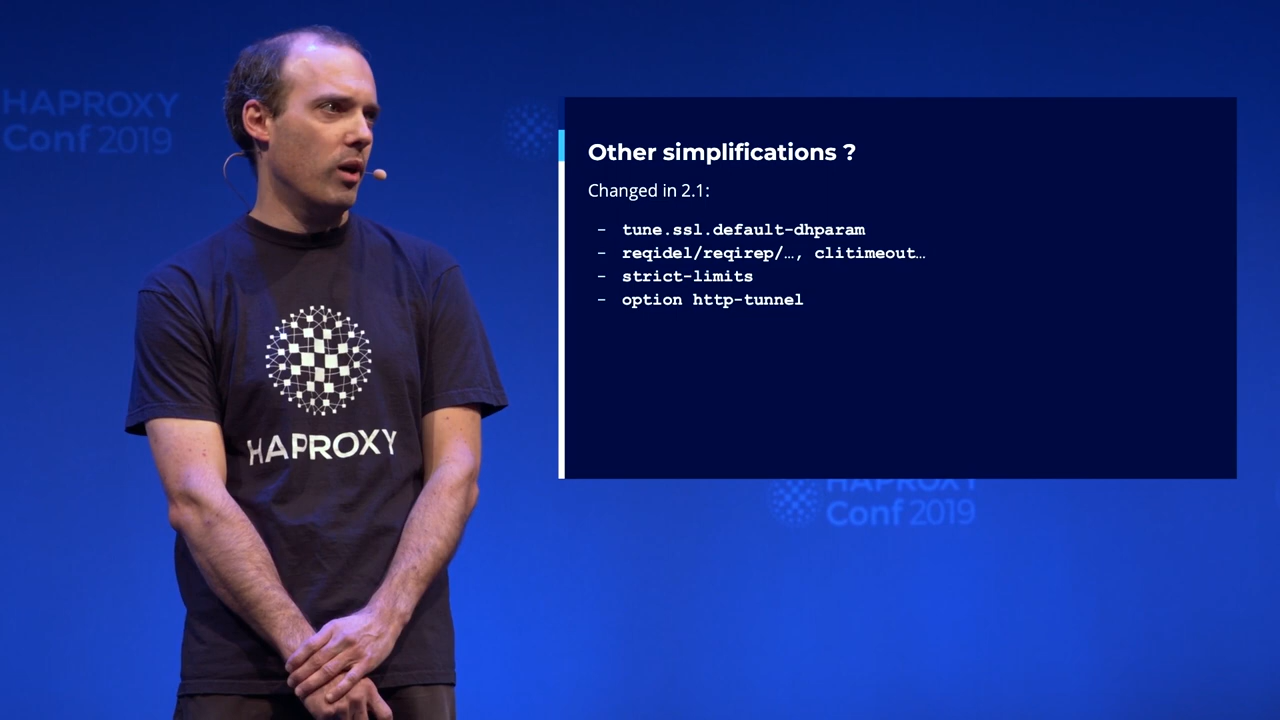 HAPROXY
Conf 2019
HAPROXY
Other simplifications ?
Changed in 2.1:
- tune.ssl.default-dhparam
- reqidel/reqirep/…, clitimeout…
- strict-limits
- option http-tunnel
HAPROXY
Conf 2019